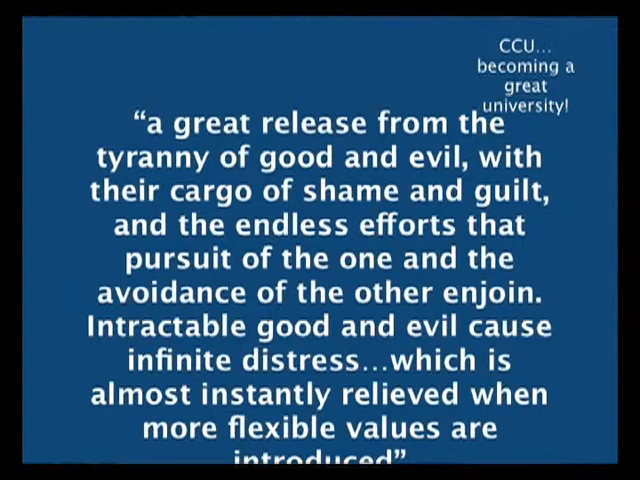 CCU...
becoming a
great
university!
“a great release from the
tyranny of good and evil, with
their cargo of shame and guilt,
and the endless efforts that
pursuit of the one and the
avoidance of the other enjoin.
Intractable good and evil cause
infinite distress...which is
almost instantly relieved when
more flexible values are
introduced”